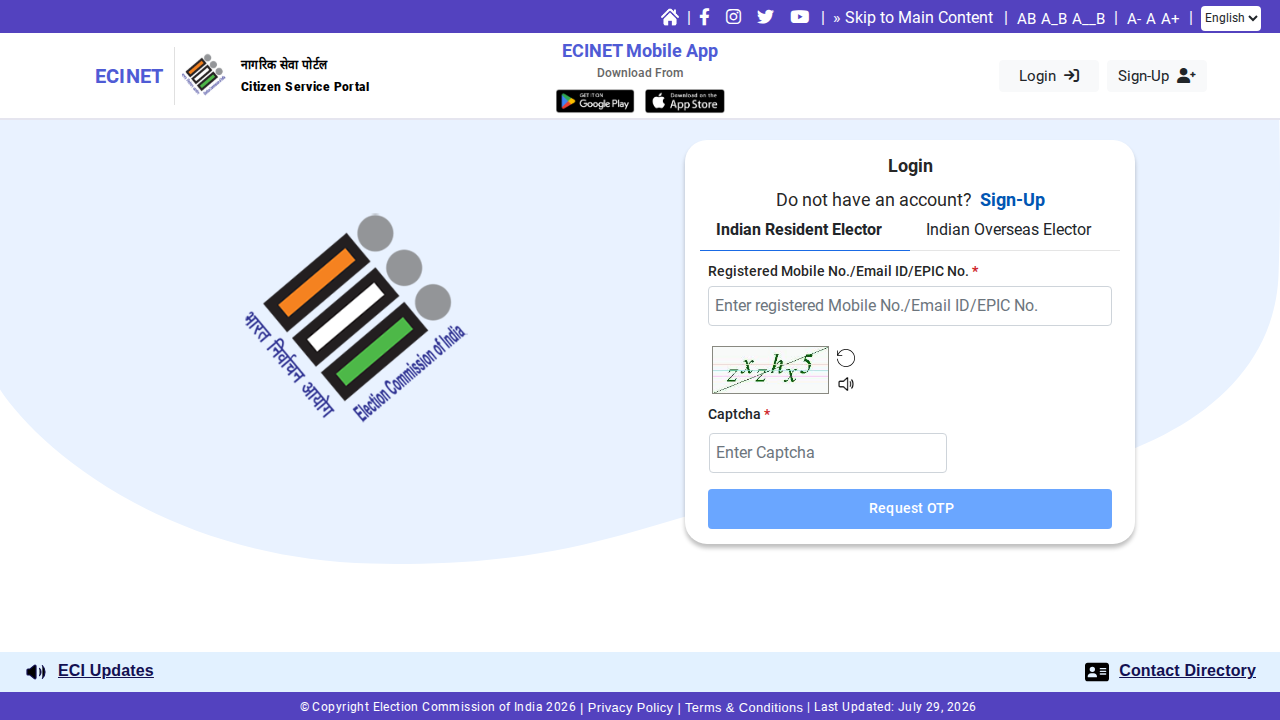 | | » Skip to Main Content | AB A_B A__B | A- A A+ | English
ECINET
नागरिक सेवा पोर्टल
Citizen Service Portal
ECINET Mobile App
Download From
GET IT ON
Google Play
Download on the
App Store
Login
Sign-Up
भारत निर्वाचन आयोग
Election Commission of India
Login
Do not have an account? Sign-Up
Indian Resident Elector
Indian Overseas Elector
Registered Mobile No./Email ID/EPIC No. *
Enter registered Mobile No./Email ID/EPIC No.
zxzhx5
Captcha *
Enter Captcha
Request OTP
ECI Updates
Contact Directory
© Copyright Election Commission of India 2026 | Privacy Policy | Terms & Conditions | Last Updated: July 29, 2026